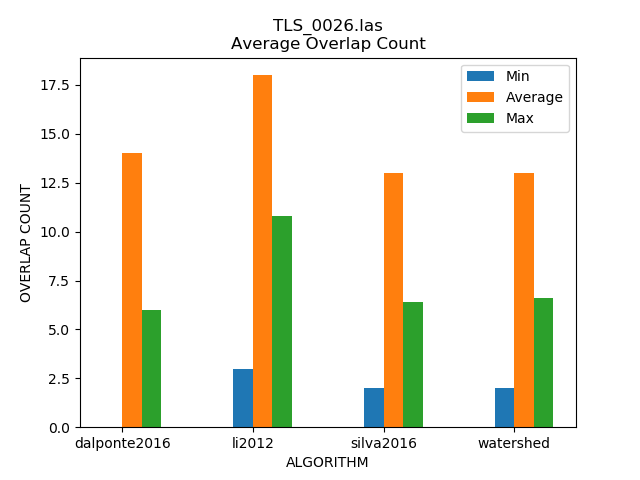 TLS_0026.las
Average Overlap Count
Min
Average
Max
17.5
15.0
12.5
10.0
7.5
5.0
2.5
0.0
OVERLAP COUNT
dalponte2016 li2012 silva2016 watershed
ALGORITHM